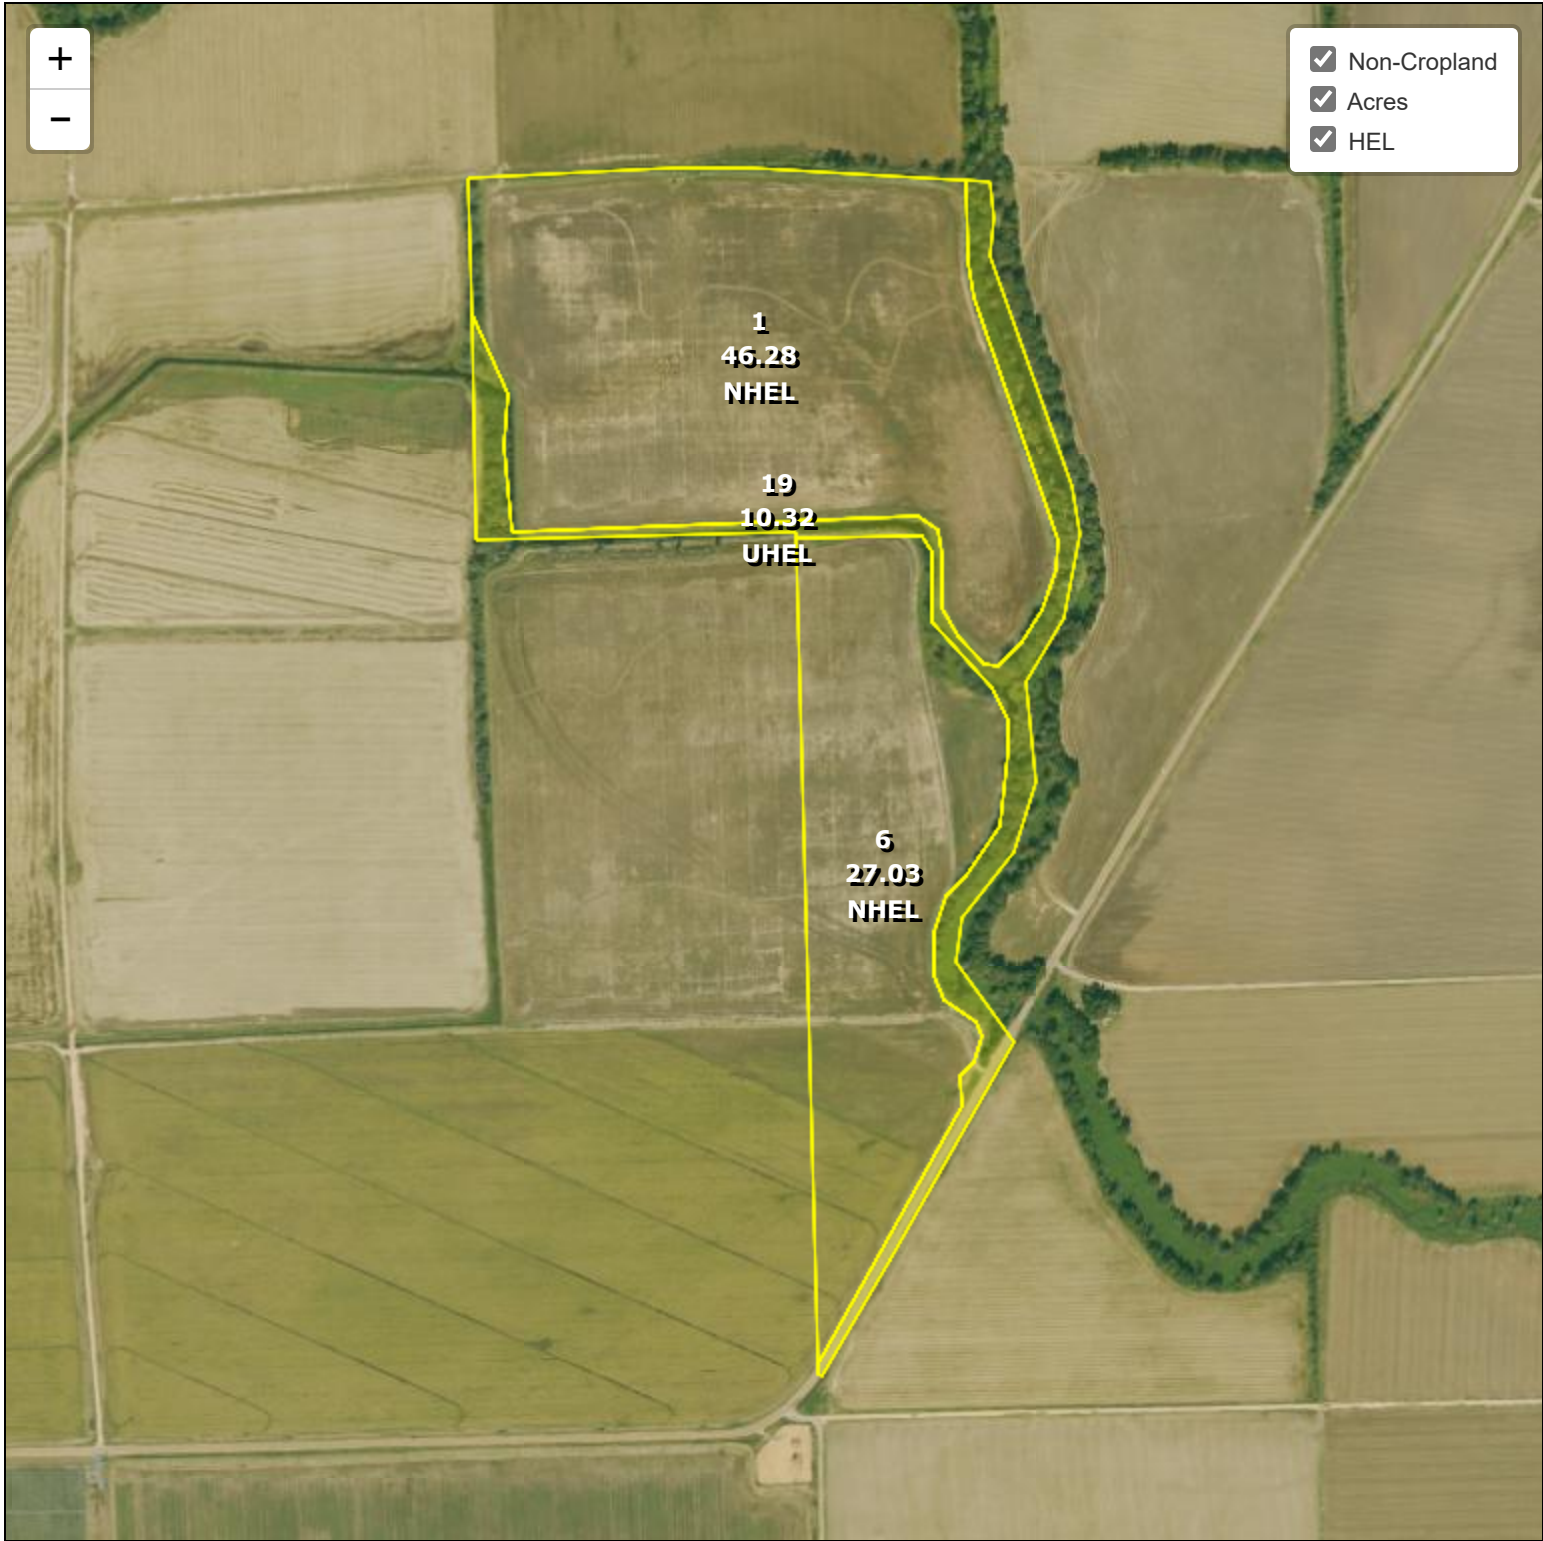 +
−
Non-Cropland
Acres
HEL
1
46.28
NHEL
19
10.32
UHEL
6
27.03
NHEL